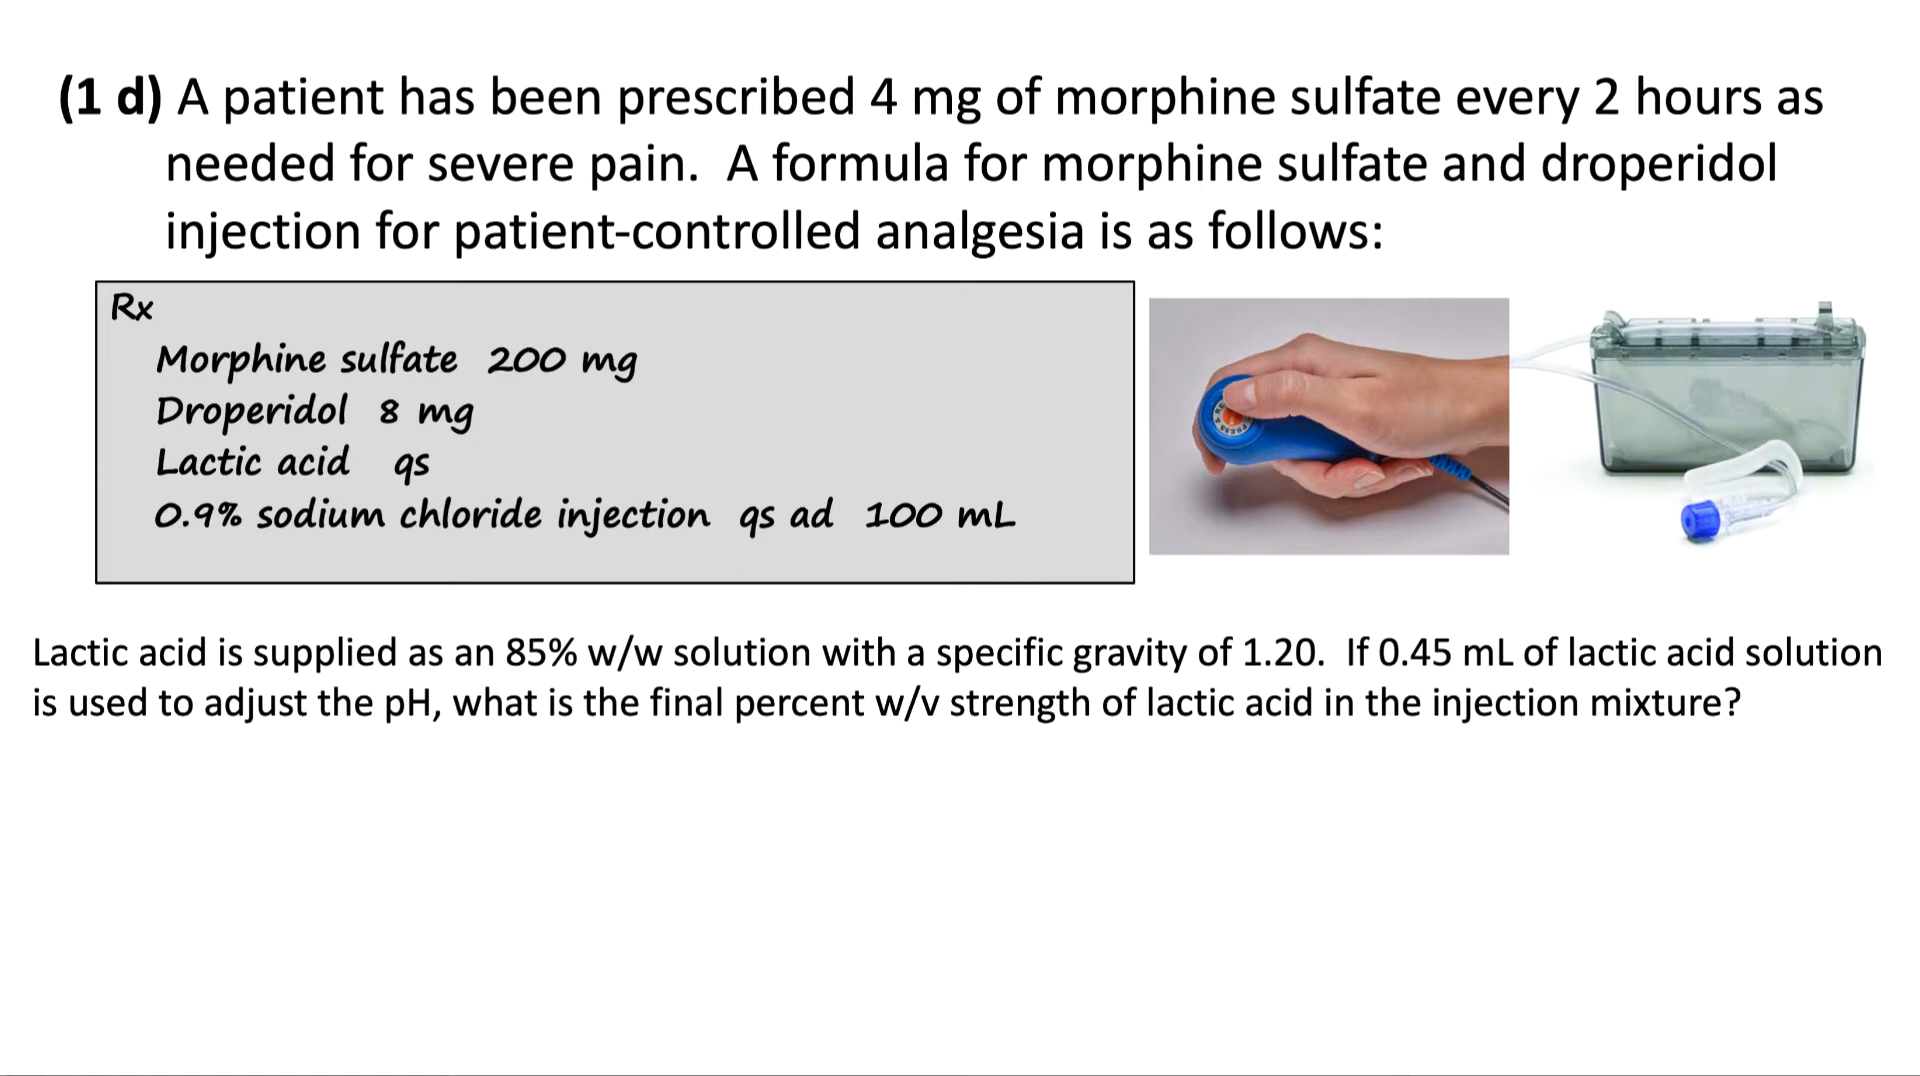 (1 d) A patient has been prescribed 4 mg of morphine sulfate every 2 hours as
needed for severe pain. A formula for morphine sulfate and droperidol
injection for patient-controlled analgesia is as follows:
Rx
Morphine sulfate 200 mg
Droperidol 8 mg
Lactic acid qs
0.9% sodium chloride injection qs ad 100 mL
Lactic acid is supplied as an 85% w/w solution with a specific gravity of 1.20. If 0.45 mL of lactic acid solution
is used to adjust the pH, what is the final percent w/v strength of lactic acid in the injection mixture?